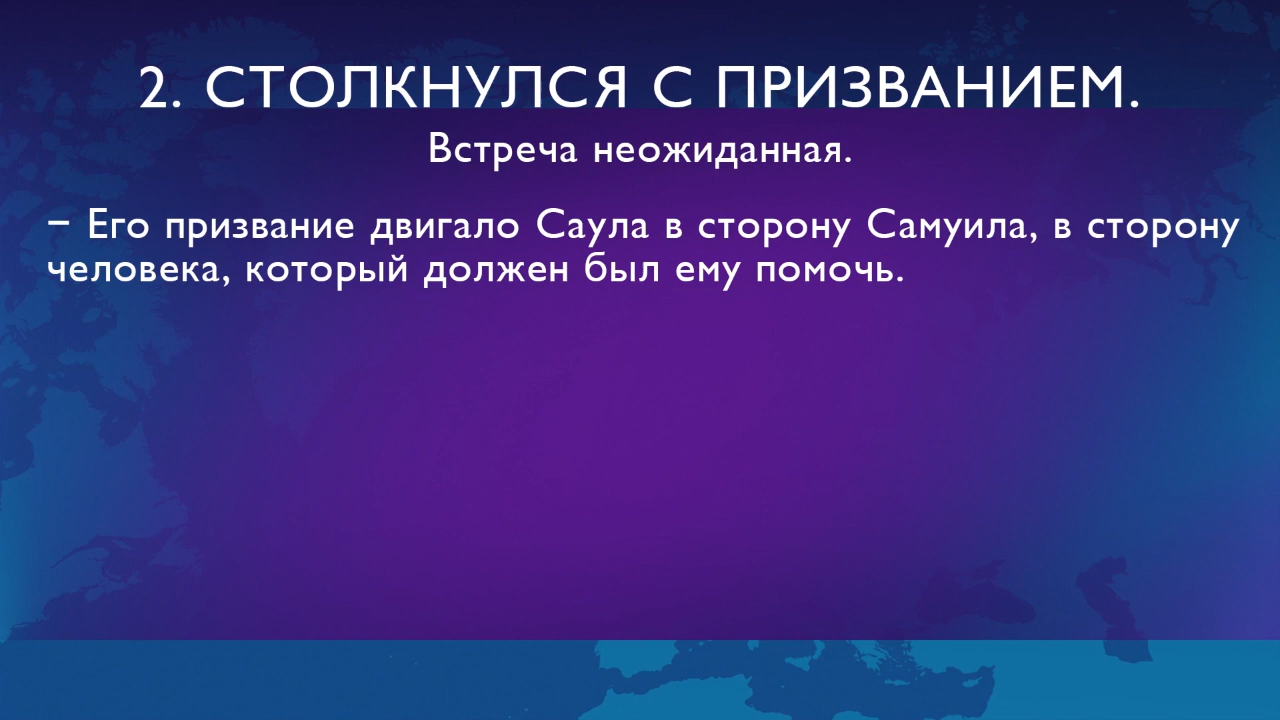 2. СТОЛКНУЛСЯ С ПРИЗВАНИЕМ.
Встреча неожиданная.
– Его призвание двигало Саула в сторону Самуила, в сторону
человека, который должен был ему помочь.